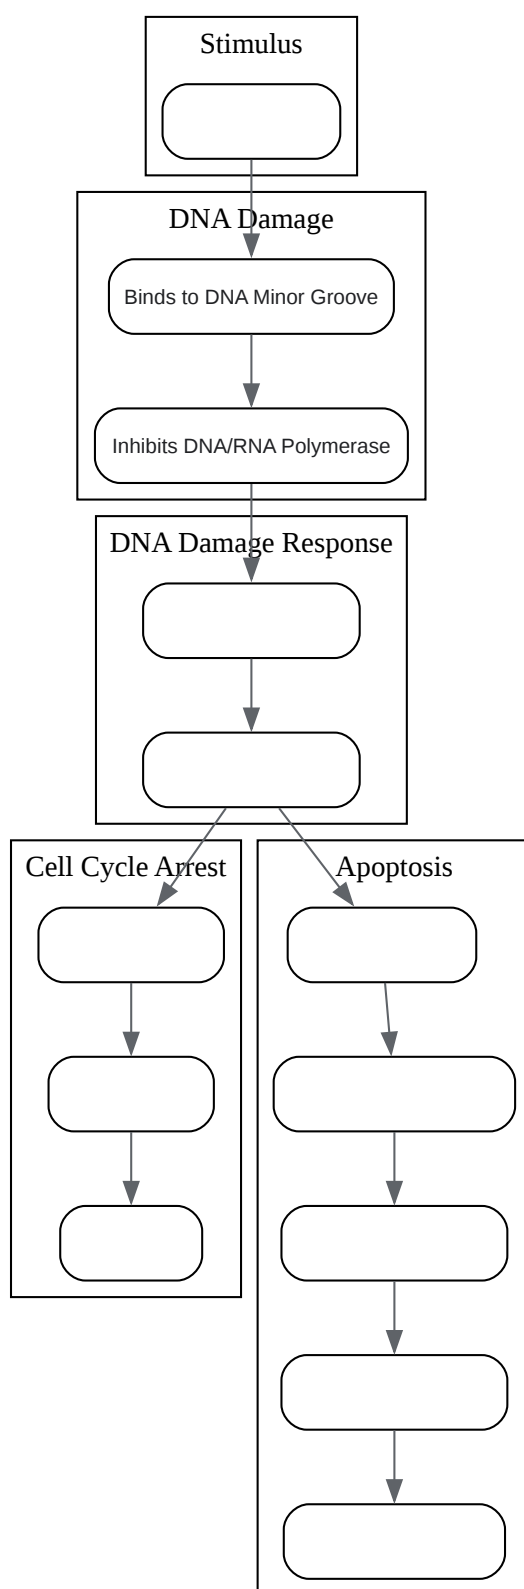 Stimulus
DNA Damage
Binds to DNA Minor Groove
Inhibits DNA/RNA Polymerase
DNA Damage Response
Cell Cycle Arrest
Apoptosis